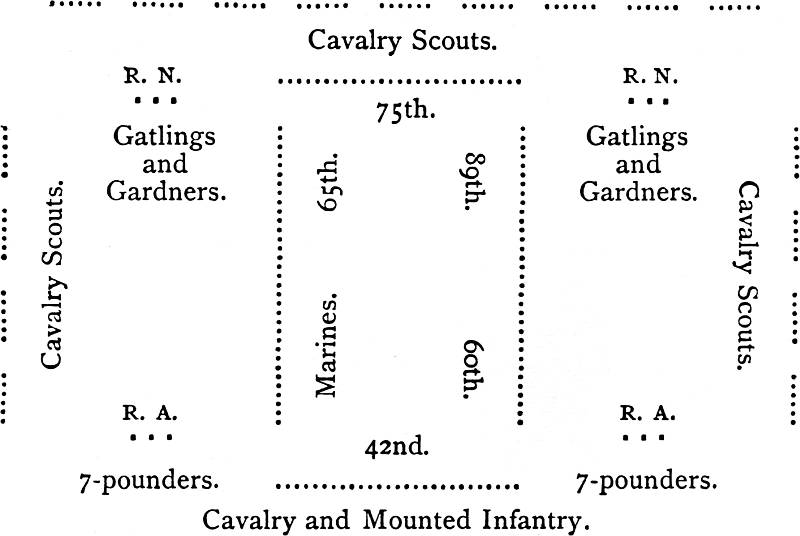 Cavalry Scouts.
R. N.
R. N.
75th.
Gatlings
and
Gardners.
Gatlings
and
Gardners.
65th.
89th.
Cavalry Scouts.
Cavalry Scouts.
Marines.
60th.
R. A.
R. A.
42nd.
7-pounders.
7-pounders.
Cavalry and Mounted Infantry.